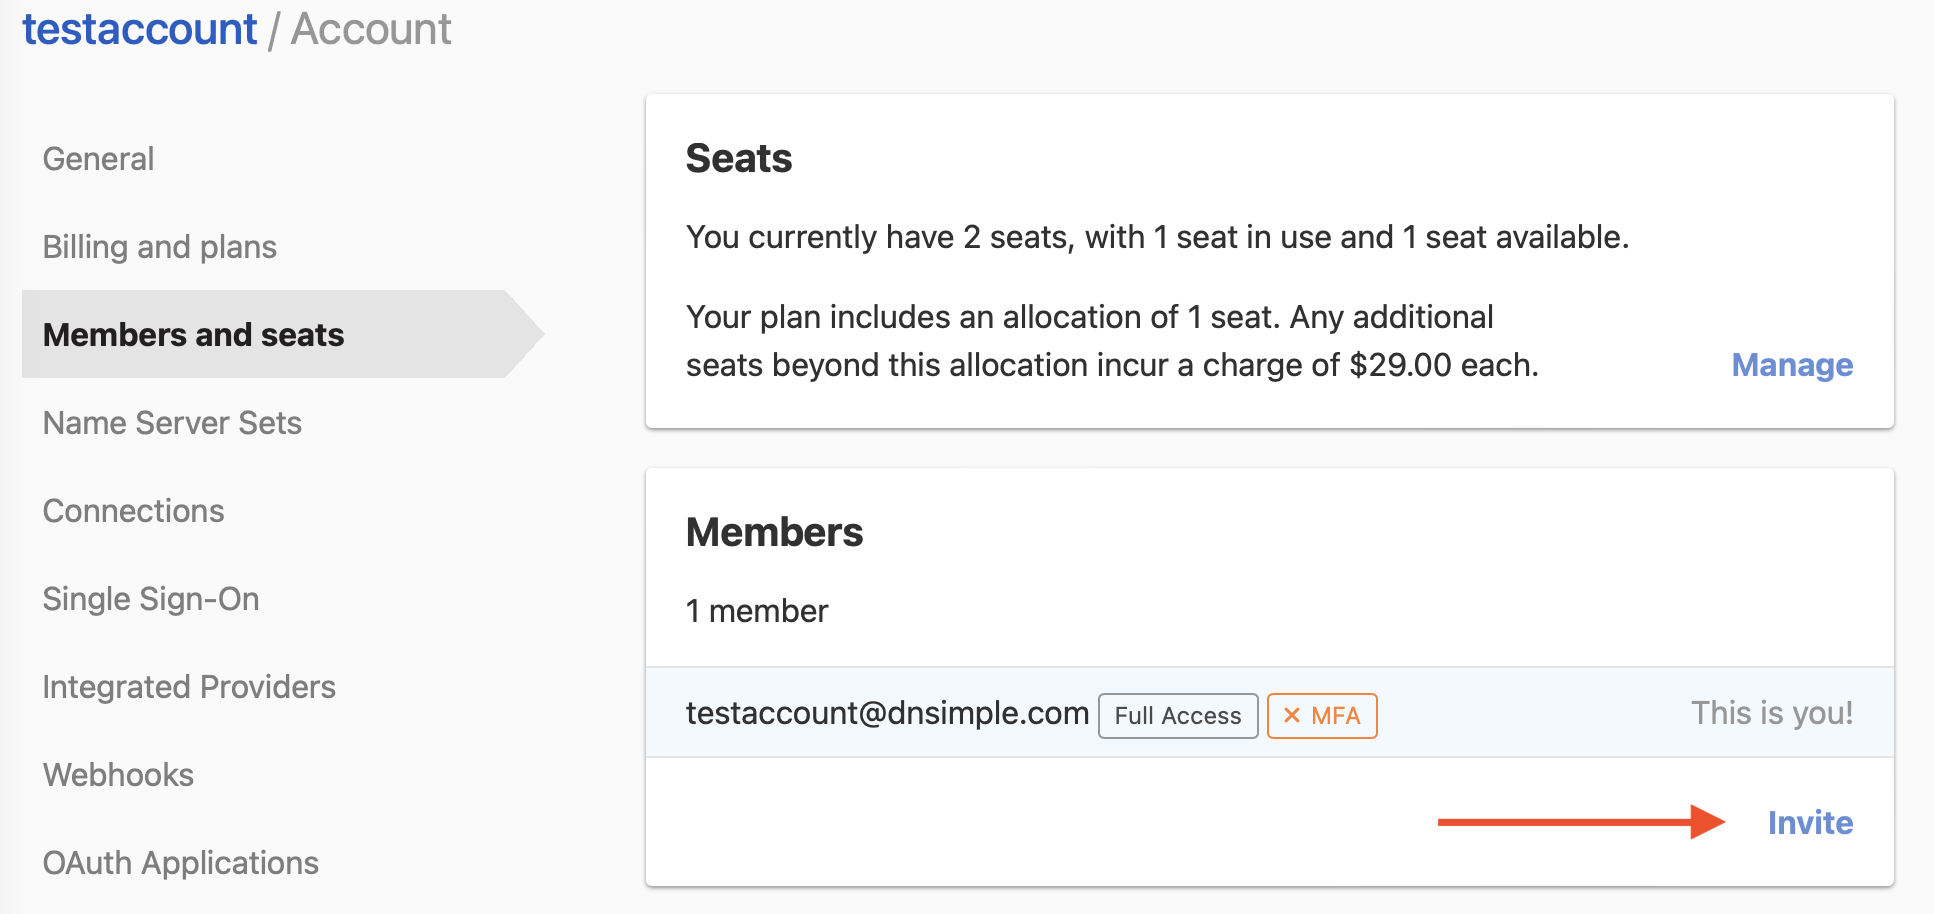 testaccount / Account
General
Billing and plans
Members and seats
Name Server Sets
Connections
Single Sign-On
Integrated Providers
Webhooks
OAuth Applications
Seats
You currently have 2 seats, with 1 seat in use and 1 seat available.
Your plan includes an allocation of 1 seat. Any additional
seats beyond this allocation incur a charge of $29.00 each.
Manage
Members
1 member
testaccount@dnsimple.com Full Access ✕ MFA This is you!
Invite